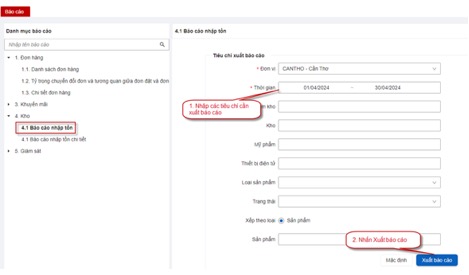 Báo cáo
Danh mục báo cáo
Nhập tên báo cáo
1. Đơn hàng
1.1. Danh sách đơn hàng
1.2. Tỷ trọng chuyển đổi đơn và tương quan giữa đơn đặt và đơn
1.3. Chi tiết đơn hàng
3. Khuyến mãi
4. Kho
4.1 Báo cáo nhập tồn
4.1 Báo cáo nhập tồn chi tiết
5. Giám sát
4.1 Báo cáo nhập tồn
Tiêu chí xuất báo cáo
* Đơn vị
CANTHO - Cần Thơ
* Thời gian
01/04/2024 ~ 30/04/2024
1. Nhập các tiêu chí cần
xuất báo cáo
kho
Kho
Mỹ phẩm
Thiết bị điện tử
Loại sản phẩm
Trạng thái
Xếp theo loại
Sản phẩm
Sản phẩm
2. Nhấn Xuất báo cáo
Mặc định
Xuất báo cáo